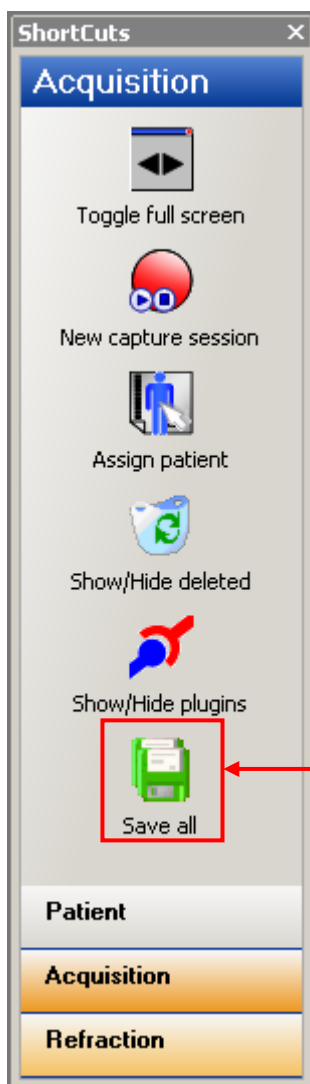 ShortCuts
Acquisition
Toggle full screen
New capture session
Assign patient
Show/Hide deleted
Show/Hide plugins
Save all
Patient
Acquisition
Refraction